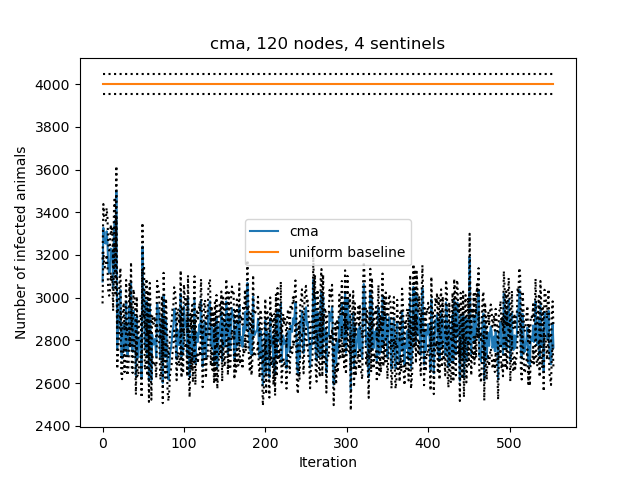 cma, 120 nodes, 4 sentinels
Number of infected animals
4000
3800
3600
3400
3200
3000
2800
2600
2400
cma
uniform baseline
0 100 200 300 400 500
Iteration